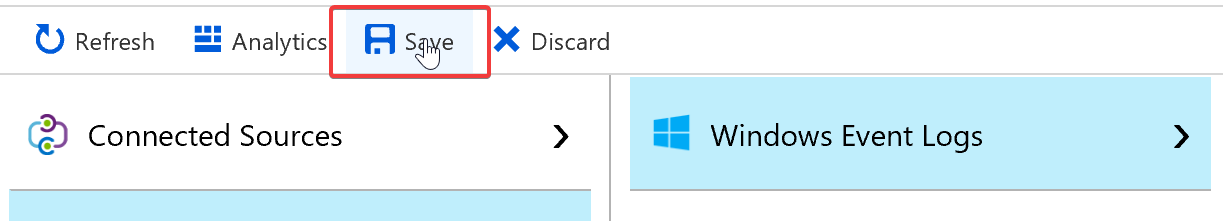 Refresh Analytics Save Discard
Connected Sources
Windows Event Logs